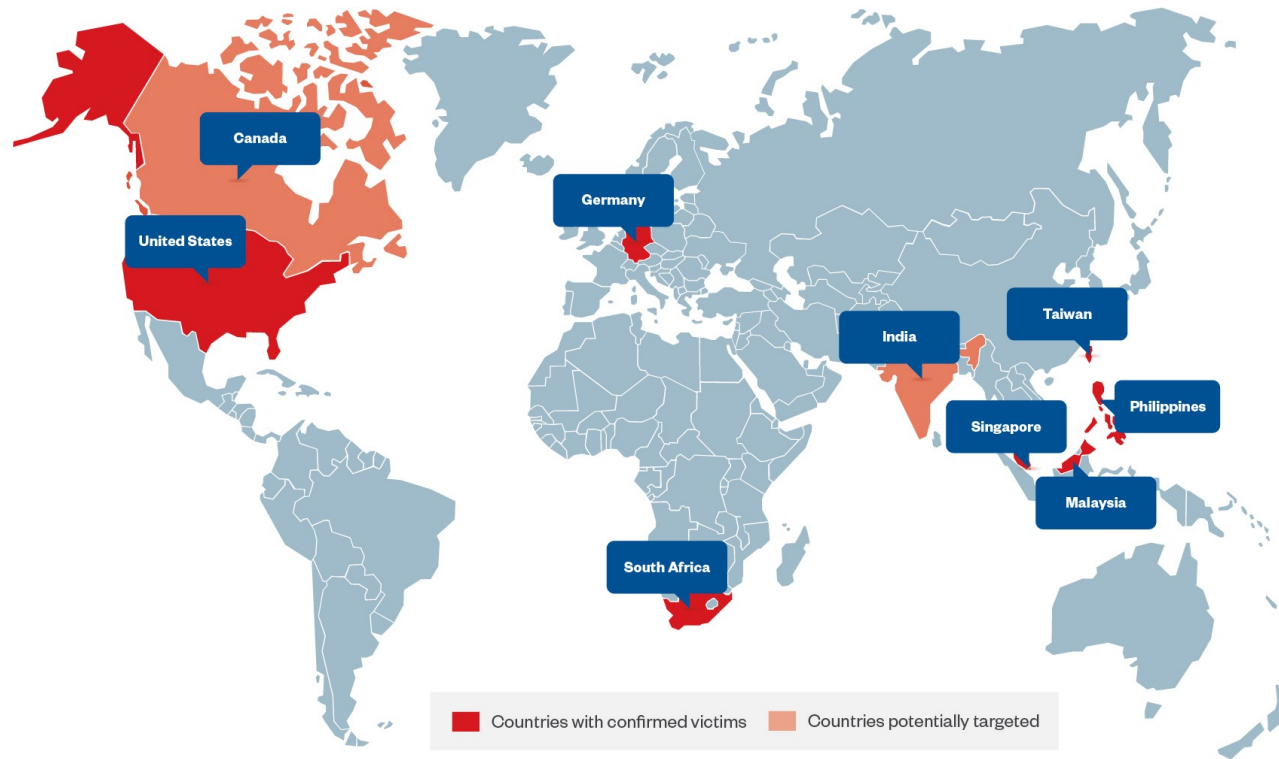 Canada
Germany
United States
Taiwan
India
Philippines
Singapore
Malaysia
South Africa
Countries with confirmed victims
Countries potentially targeted